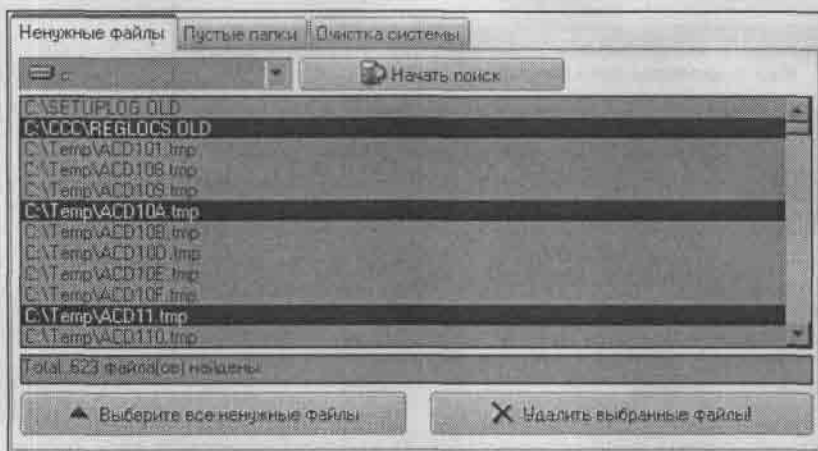 Ненужные файлы Пустые папки Очистка системы
c: Начать поиск
C:\SETUPLOG.OLD
C:\CCC\REGLOCS.OLD
C:\Temp\ACD101.tmp
C:\Temp\ACD108.tmp
C:\Temp\ACD109.tmp
C:\Temp\ACD10A.tmp
C:\Temp\ACD10B.tmp
C:\Temp\ACD10D.tmp
C:\Temp\ACD10E.tmp
C:\Temp\ACD10F.tmp
C:\Temp\ACD11.tmp
C:\Temp\ACD110.tmp
Total: 623 файла(ов) найдены
Выберите все ненужные файлы Удалить выбранные файлы!